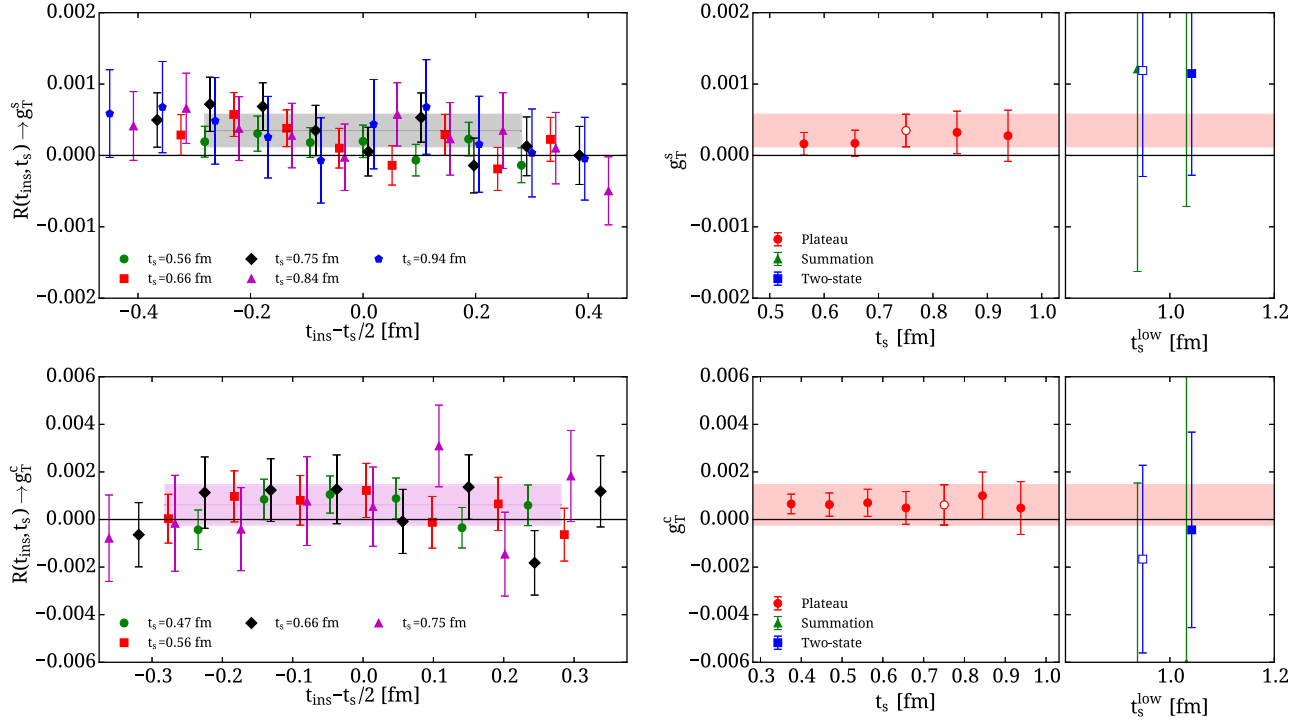 0.002
0.001
0.000
−0.001
−0.002
R(t_ins, t_s) → g_T^s
t_s=0.56 fm
t_s=0.75 fm
t_s=0.94 fm
t_s=0.66 fm
t_s=0.84 fm
−0.4 −0.2 0.0 0.2 0.4
t_ins−t_s/2 [fm]
0.002
0.001
0.000
−0.001
−0.002
g_T^s
Plateau
Summation
Two-state
0.5 0.6 0.7 0.8 0.9 1.0
t_s [fm]
1.0 1.2
t_s^low [fm]
0.006
0.004
0.002
0.000
−0.002
−0.004
−0.006
R(t_ins, t_s) → g_T^c
t_s=0.47 fm
t_s=0.66 fm
t_s=0.75 fm
t_s=0.56 fm
−0.3 −0.2 −0.1 0.0 0.1 0.2 0.3
t_ins−t_s/2 [fm]
0.006
0.004
0.002
0.000
−0.002
−0.004
−0.006
g_T^c
Plateau
Summation
Two-state
0.3 0.4 0.5 0.6 0.7 0.8 0.9 1.0
t_s [fm]
1.0 1.2
t_s^low [fm]